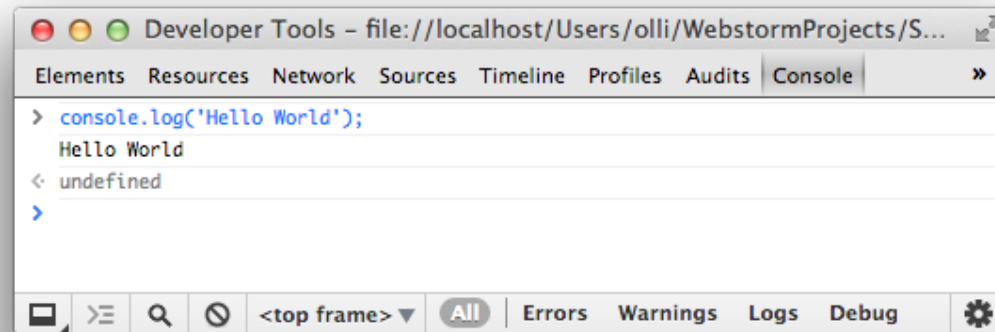 Developer Tools – file://localhost/Users/olli/WebstormProjects/S...
Elements Resources Network Sources Timeline Profiles Audits Console »
> console.log('Hello World');
Hello World
undefined
>
<top frame> All Errors Warnings Logs Debug